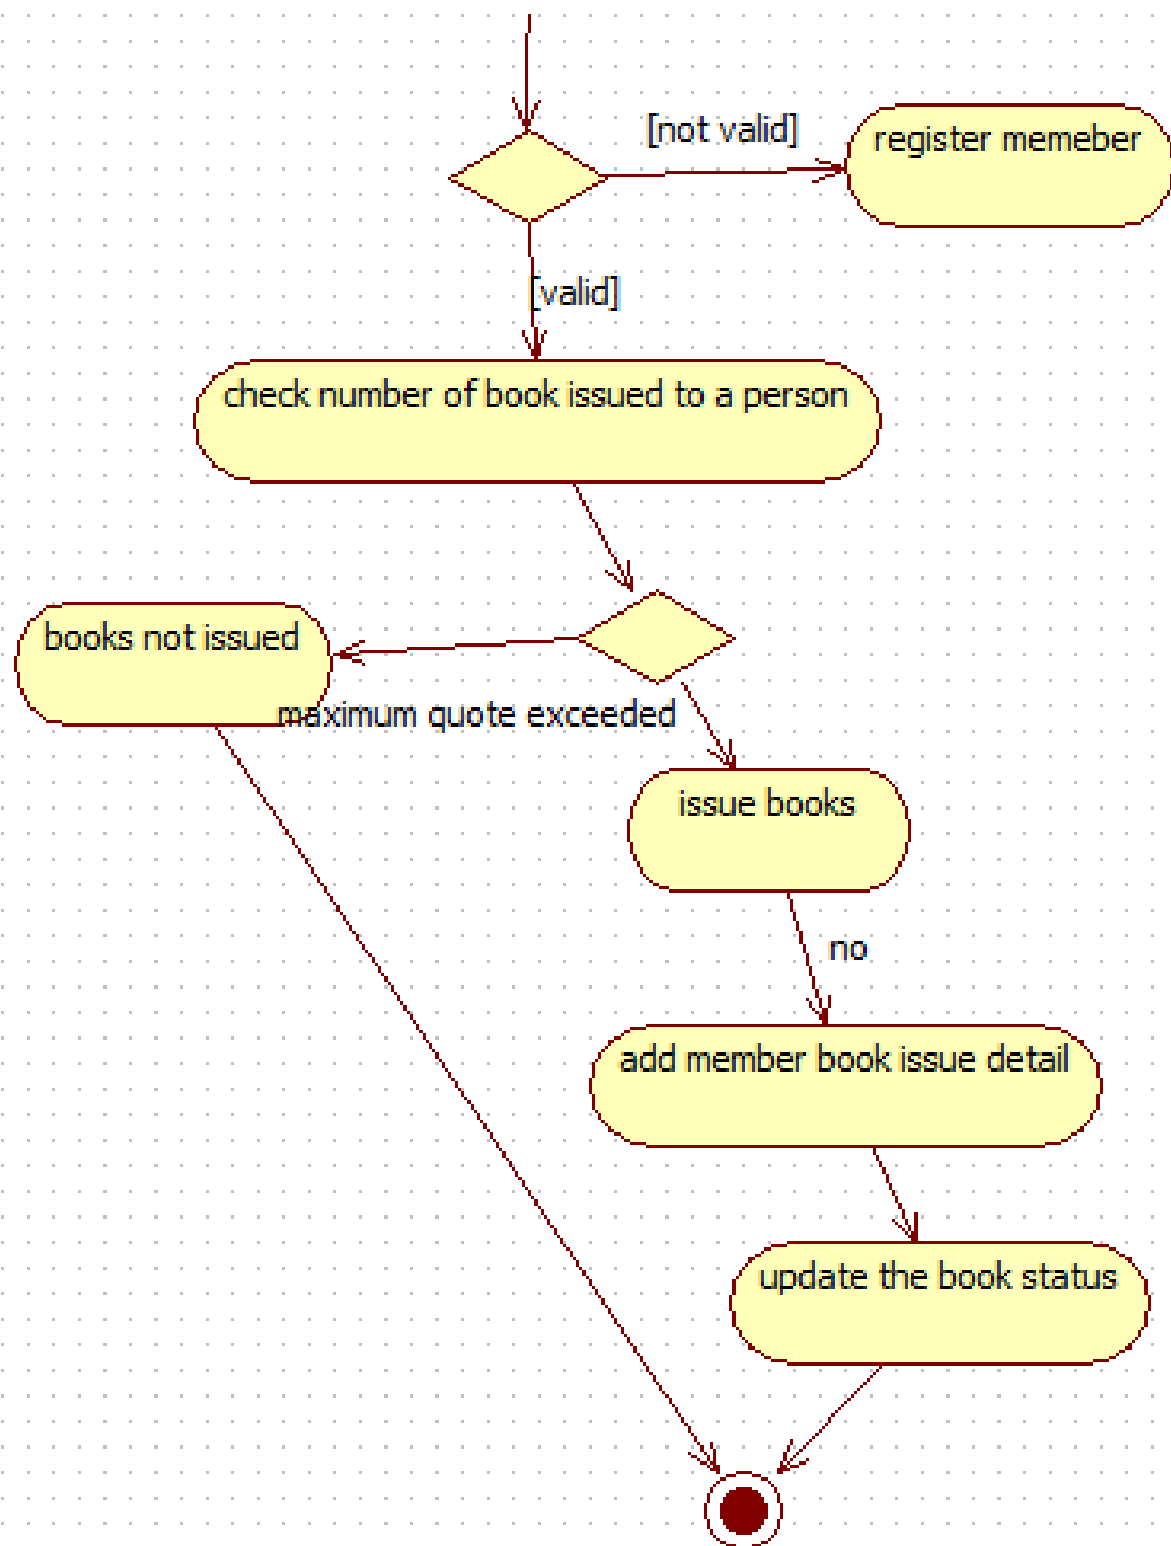 [not valid]
register memeber
[valid]
check number of book issued to a person
books not issued
maximum quote exceeded
issue books
no
add member book issue detail
update the book status